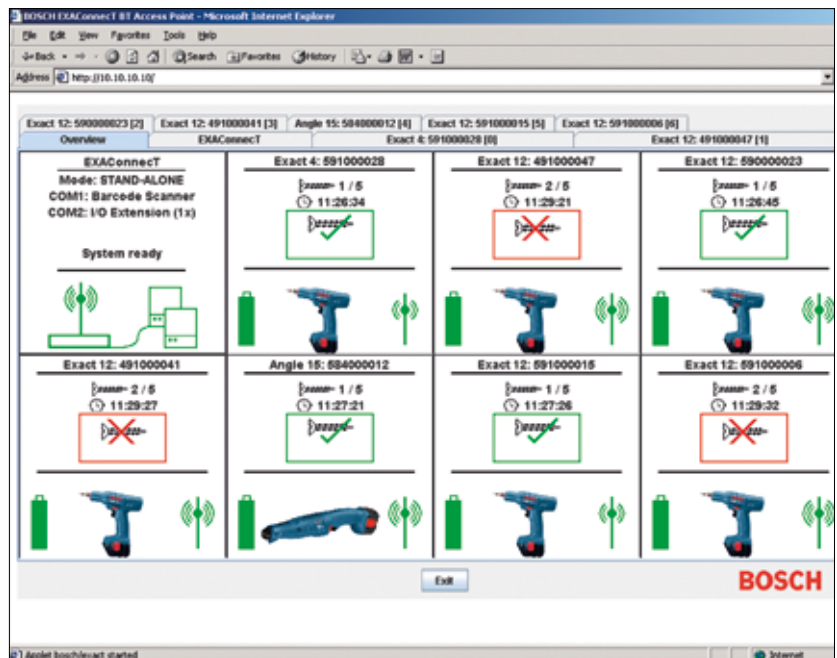 BOSCH EXAConnecT BT Access Point - Microsoft Internet Explorer
File Edit View Favorites Tools Help
Back Search Favorites History
Address http://10.10.10.10/
Exact 12: 590000023 [2] Exact 12: 491000041 [3] Angle 15: 584000012 [4] Exact 12: 591000015 [5] Exact 12: 591000006 [6]
Overview EXAConnecT Exact 4: 591000028 [0] Exact 12: 491000047 [1]
EXAConnecT
Mode: STAND-ALONE
COM1: Barcode Scanner
COM2: I/O Extension (1x)
System ready
Exact 4: 591000028
1 / 5
11:26:34
Exact 12: 491000047
2 / 5
11:29:21
Exact 12: 590000023
1 / 5
11:26:45
Exact 12: 491000041
2 / 5
11:29:27
Angle 15: 584000012
1 / 5
11:27:21
Exact 12: 591000015
1 / 5
11:27:26
Exact 12: 591000006
2 / 5
11:29:32
Exit
BOSCH
Applet bosch/exact started
Internet